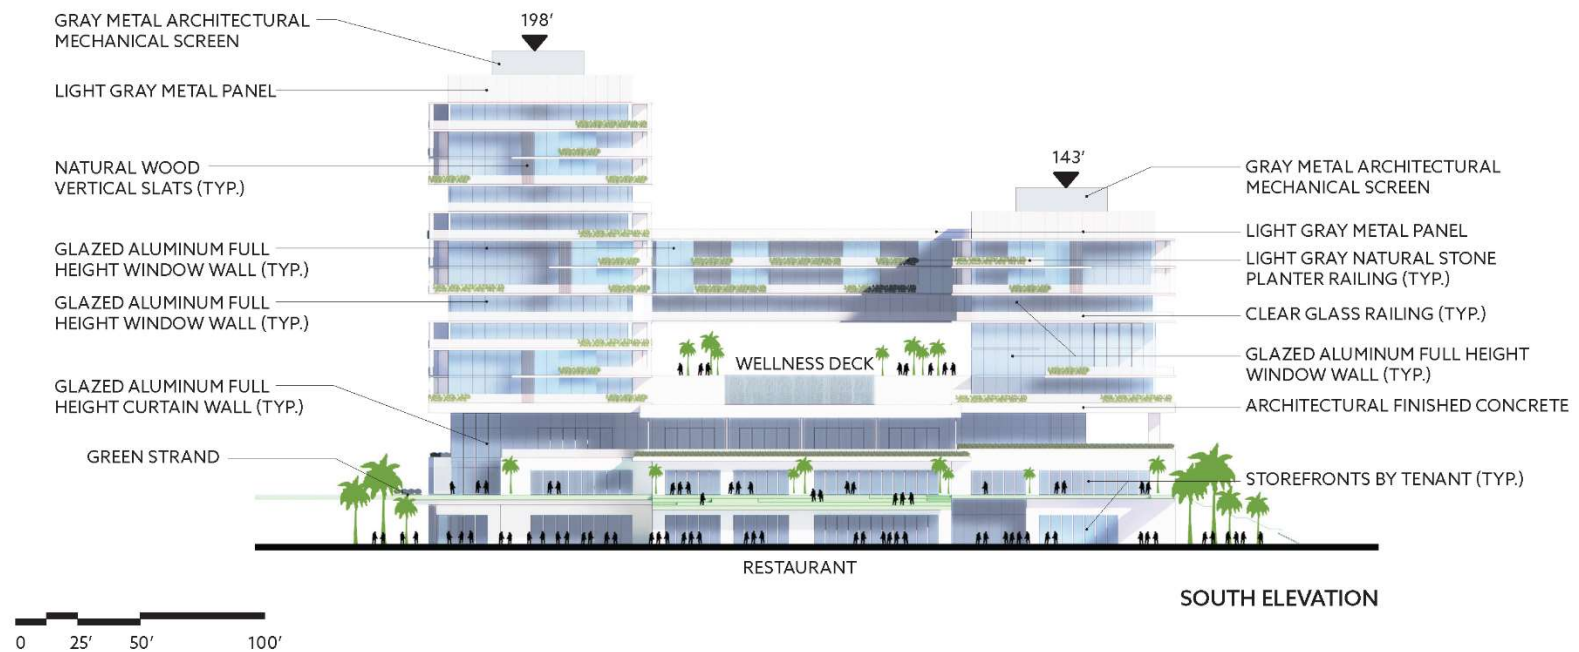 GRAY METAL ARCHITECTURAL
MECHANICAL SCREEN
198'
LIGHT GRAY METAL PANEL
NATURAL WOOD
VERTICAL SLATS (TYP.)
GLAZED ALUMINUM FULL
HEIGHT WINDOW WALL (TYP.)
GLAZED ALUMINUM FULL
HEIGHT WINDOW WALL (TYP.)
GLAZED ALUMINUM FULL
HEIGHT CURTAIN WALL (TYP.)
GREEN STRAND
WELLNESS DECK
143'
GRAY METAL ARCHITECTURAL
MECHANICAL SCREEN
LIGHT GRAY METAL PANEL
LIGHT GRAY NATURAL STONE
PLANTER RAILING (TYP.)
CLEAR GLASS RAILING (TYP.)
GLAZED ALUMINUM FULL HEIGHT
WINDOW WALL (TYP.)
ARCHITECTURAL FINISHED CONCRETE
STOREFRONTS BY TENANT (TYP.)
RESTAURANT
SOUTH ELEVATION
0 25' 50' 100'